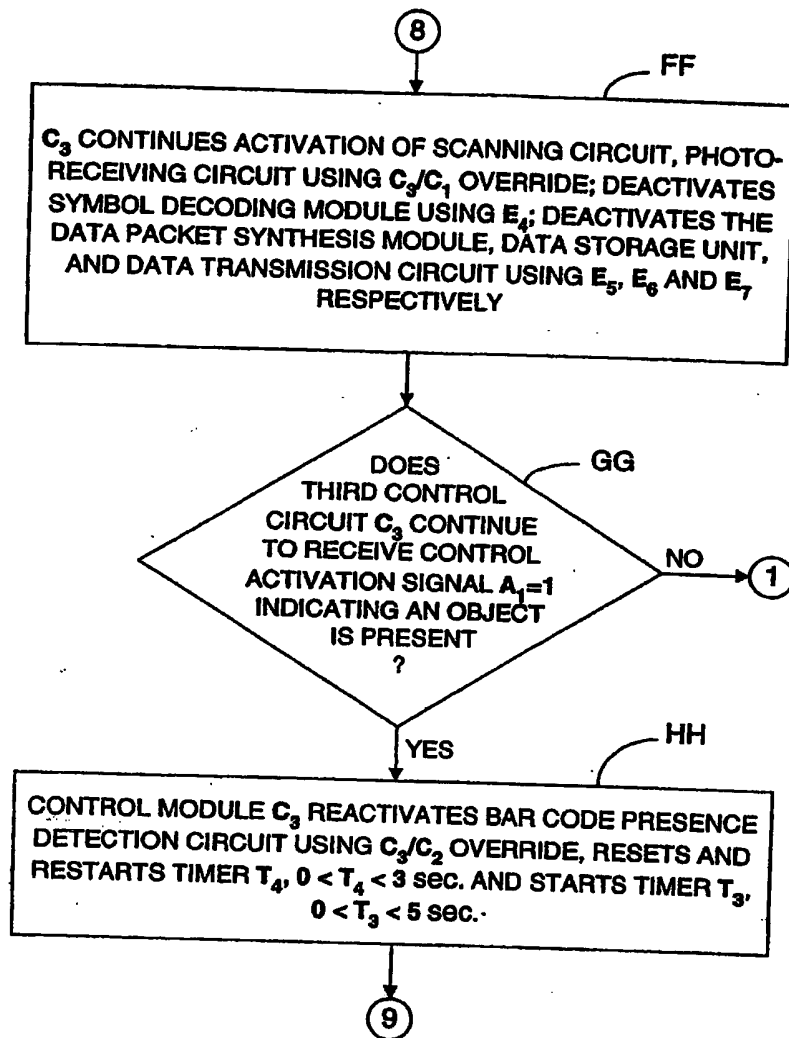 8
FF
C₃ CONTINUES ACTIVATION OF SCANNING CIRCUIT, PHOTO-
RECEIVING CIRCUIT USING C₃/C₁ OVERRIDE; DEACTIVATES
SYMBOL DECODING MODULE USING E₄; DEACTIVATES THE
DATA PACKET SYNTHESIS MODULE, DATA STORAGE UNIT,
AND DATA TRANSMISSION CIRCUIT USING E₅, E₆ AND E₇
RESPECTIVELY
GG
DOES
THIRD CONTROL
CIRCUIT C₃ CONTINUE
TO RECEIVE CONTROL
ACTIVATION SIGNAL A₁=1
INDICATING AN OBJECT
IS PRESENT
?
NO
1
YES
HH
CONTROL MODULE C₃ REACTIVATES BAR CODE PRESENCE
DETECTION CIRCUIT USING C₃/C₂ OVERRIDE, RESETS AND
RESTARTS TIMER T₄, 0 < T₄ < 3 sec. AND STARTS TIMER T₃,
0 < T₃ < 5 sec.
9